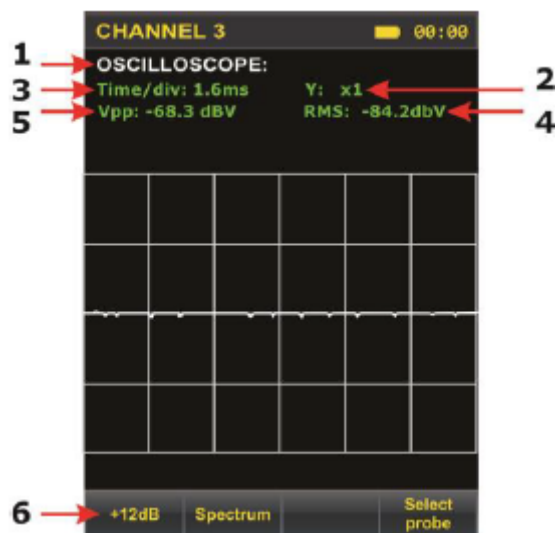 CHANNEL 3 00:00
1 OSCILLOSCOPE:
3 Time/div: 1.6ms Y: x1 2
5 Vpp: -68.3 dBV RMS: -84.2dbV 4
6 +12dB Spectrum Select
probe